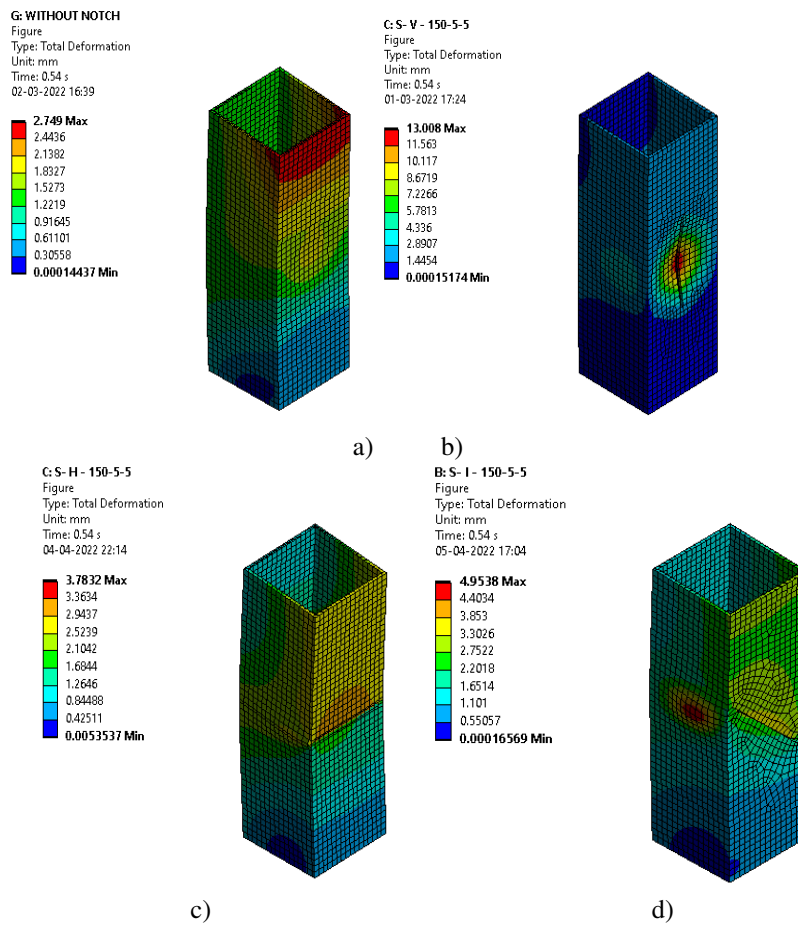 G: WITHOUT NOTCH
Figure
Type: Total Deformation
Unit: mm
Time: 0.54 s
02-03-2022 16:39
2.749 Max
2.4436
2.1382
1.8327
1.5273
1.2219
0.91645
0.61101
0.30558
0.00014437 Min
C: S- V - 150-5-5
Figure
Type: Total Deformation
Unit: mm
Time: 0.54 s
01-03-2022 17:24
13.008 Max
11.563
10.117
8.6719
7.2266
5.7813
4.336
2.8907
1.4454
0.00015174 Min
a)
b)
C: S- H - 150-5-5
Figure
Type: Total Deformation
Unit: mm
Time: 0.54 s
04-04-2022 22:14
3.7832 Max
3.3634
2.9437
2.5239
2.1042
1.6844
1.2646
0.84488
0.42511
0.0053537 Min
B: S- I - 150-5-5
Figure
Type: Total Deformation
Unit: mm
Time: 0.54 s
05-04-2022 17:04
4.9538 Max
4.4034
3.853
3.3026
2.7522
2.2018
1.6514
1.101
0.55057
0.00016569 Min
c)
d)